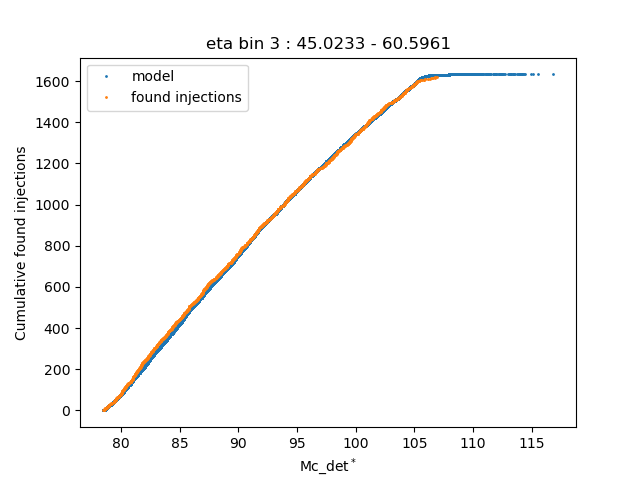 eta bin 3 : 45.0233 - 60.5961
model
found injections
Cumulative found injections
1600
1400
1200
1000
800
600
400
200
0
80 85 90 95 100 105 110 115
Mc_det*